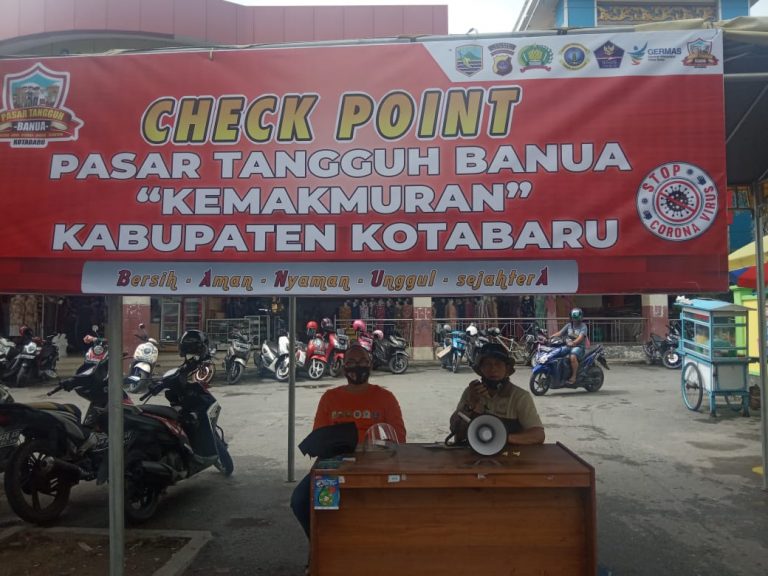 PASAR TANGGUH
BANUA
KOTABARU
GERMAS
CHECK POINT
PASAR TANGGUH BANUA
“KEMAKMURAN”
KABUPATEN KOTABARU
STOP
CORONA VIRUS
Bersih - Aman - Nyaman - Unggul - sejahterA